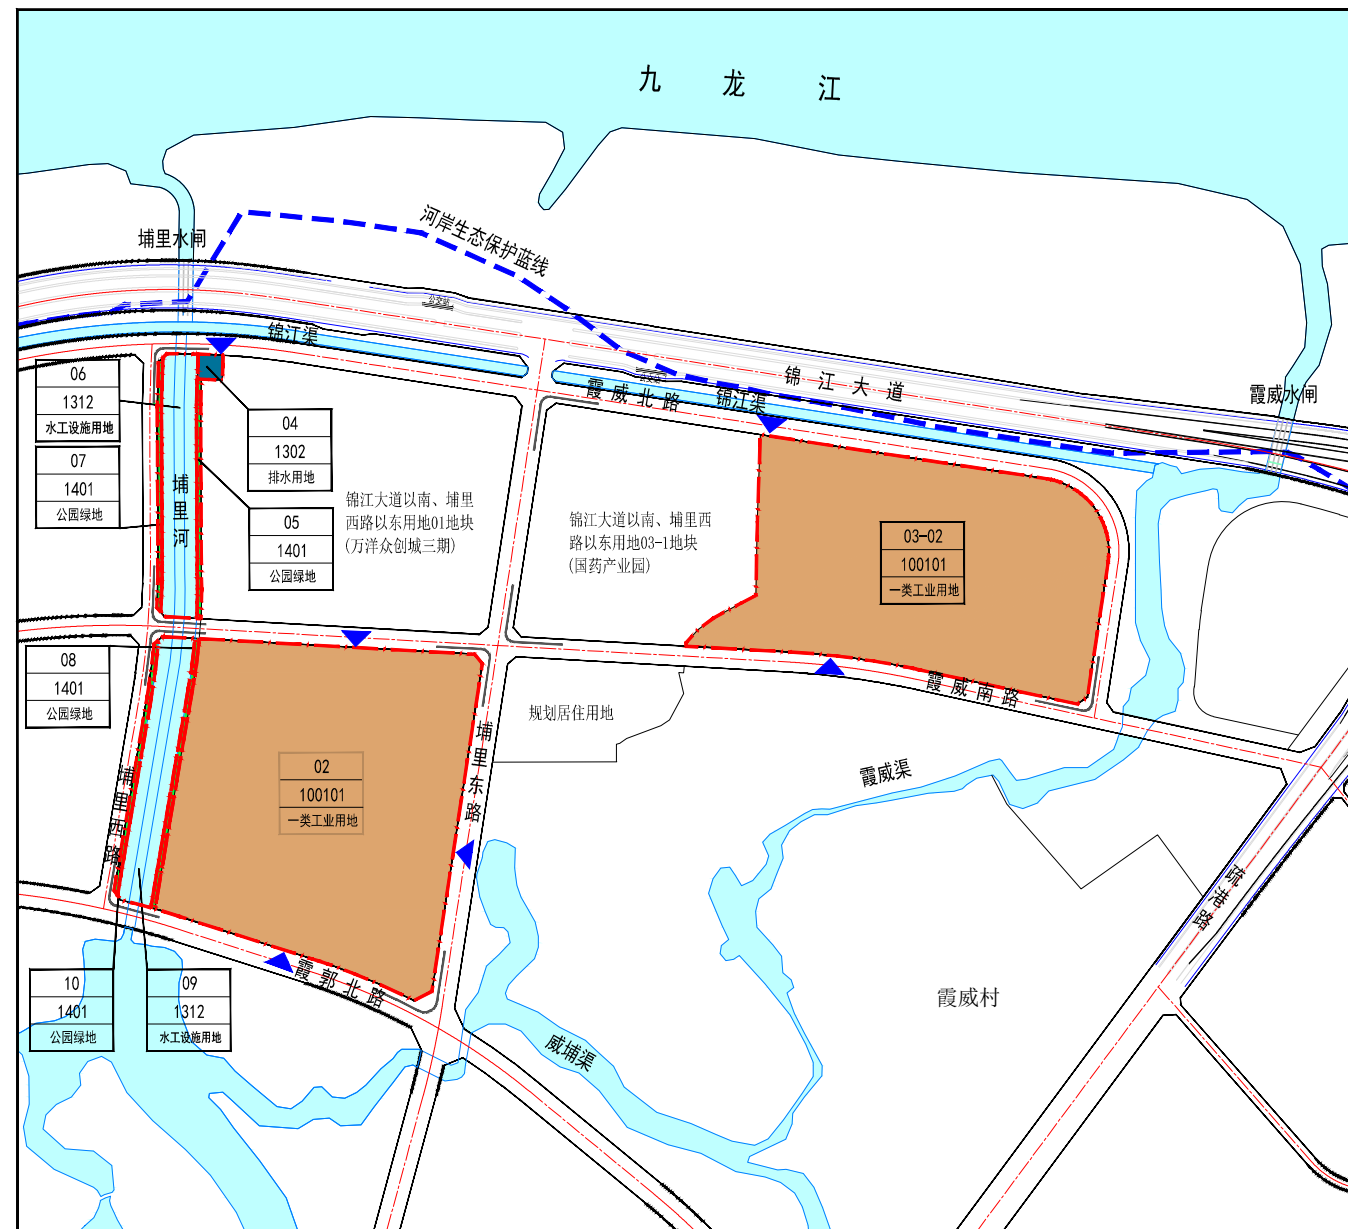 九龙江
河岸生态保护蓝线
埔里水闸
公交站
锦江渠
锦江大道
霞威北路
锦江渠
霞威水闸
06
1312
水工设施用地
04
1302
排水用地
07
1401
公园绿地
埔里河
05
1401
公园绿地
锦江大道以南、埔里
西路以东用地01地块
(万洋众创城三期)
锦江大道以南、埔里西
路以东用地03-1地块
(国药产业园)
03-02
100101
一类工业用地
08
1401
公园绿地
霞威南路
规划居住用地
埔里东路
02
100101
一类工业用地
埔里西路
霞威渠
疏港路
霞郭北路
10
1401
公园绿地
09
1312
水工设施用地
威埔渠
霞威村